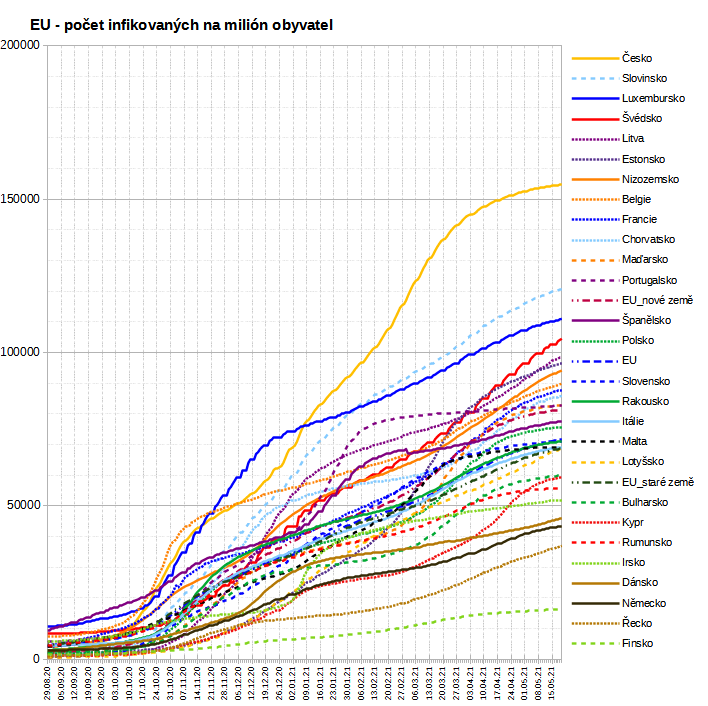 EU - počet infikovaných na milión obyvatel
200000
150000
100000
50000
0
Česko
Slovinsko
Luxembursko
Švédsko
Litva
Estonsko
Nizozemsko
Belgie
Francie
Chorvatsko
Maďarsko
Portugalsko
EU_nové země
Španělsko
Polsko
EU
Slovensko
Rakousko
Itálie
Malta
Lotyšsko
EU_staré země
Bulharsko
Kypr
Rumunsko
Irsko
Dánsko
Německo
Řecko
Finsko
29.08.20
05.09.20
12.09.20
19.09.20
26.09.20
03.10.20
10.10.20
17.10.20
24.10.20
31.10.20
07.11.20
14.11.20
21.11.20
28.11.20
05.12.20
12.12.20
19.12.20
26.12.20
02.01.21
09.01.21
16.01.21
23.01.21
30.01.21
06.02.21
13.02.21
20.02.21
27.02.21
06.03.21
13.03.21
20.03.21
27.03.21
03.04.21
10.04.21
17.04.21
24.04.21
01.05.21
08.05.21
15.05.21